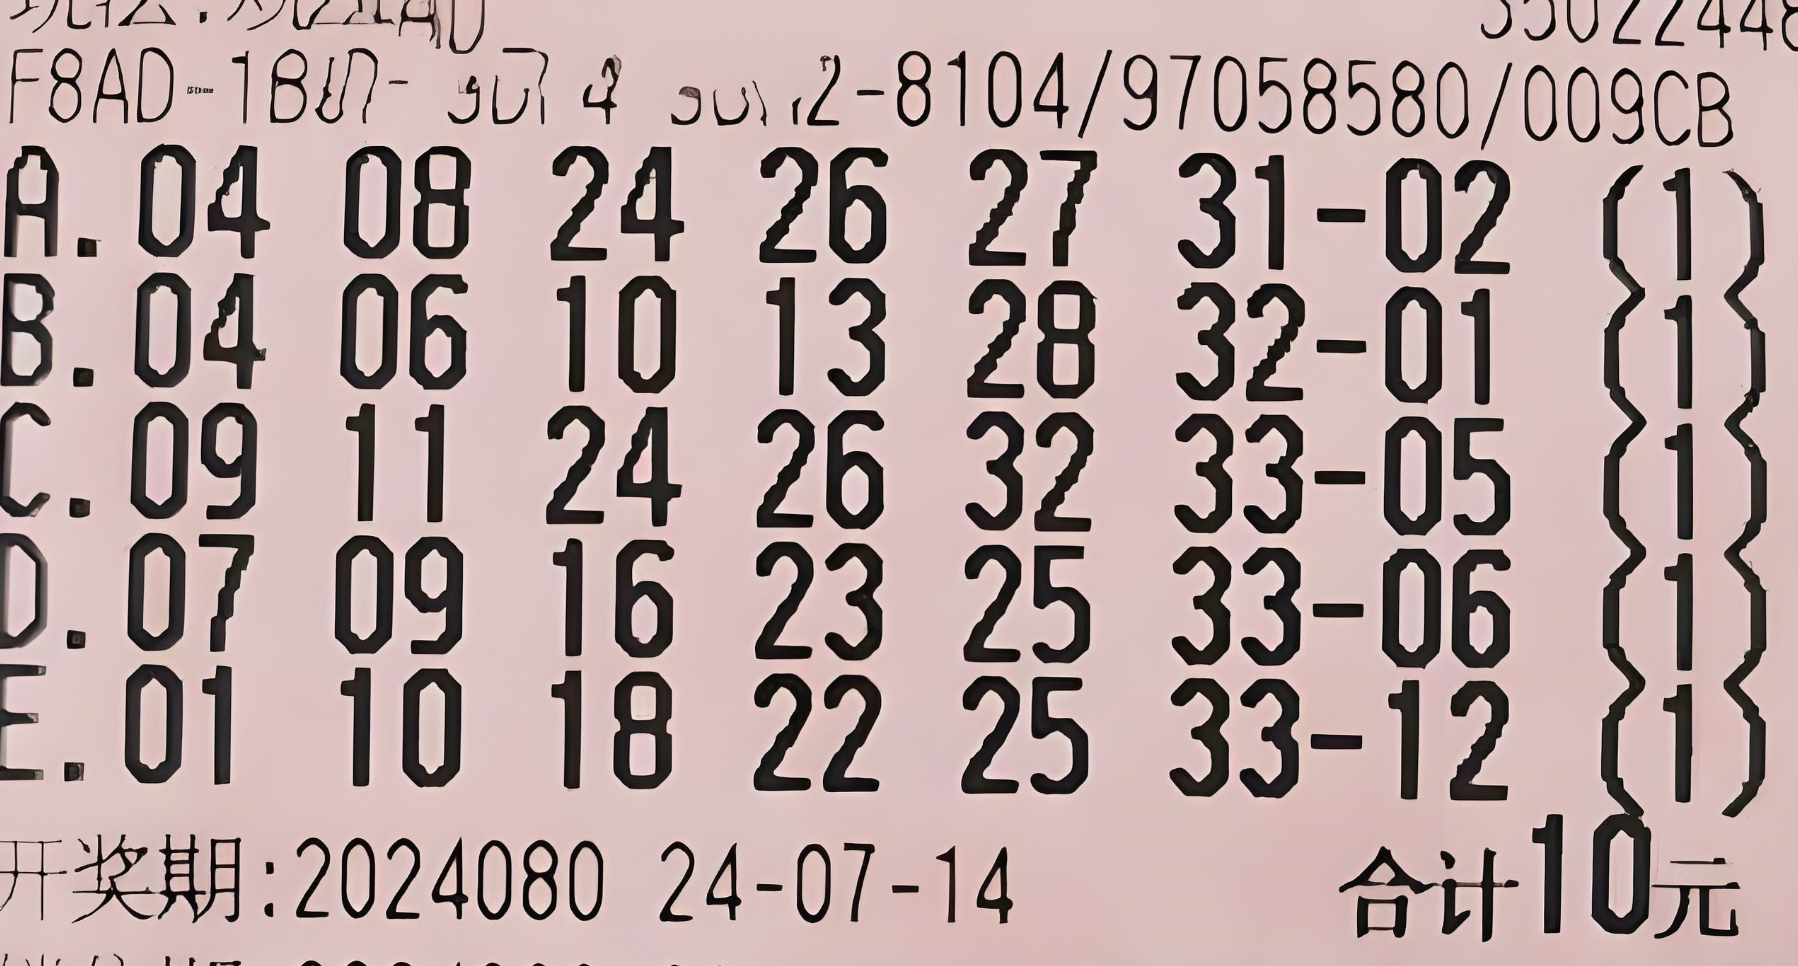 35022448
F8AD-18 2-8104/97058580/009CB
A. 04 08 24 26 27 31-02 (1)
B. 04 06 10 13 28 32-01 (1)
C. 09 11 24 26 32 33-05 (1)
D. 07 09 16 23 25 33-06 (1)
E. 01 10 18 22 25 33-12 (1)
开奖期:2024080 24-07-14 合计10元